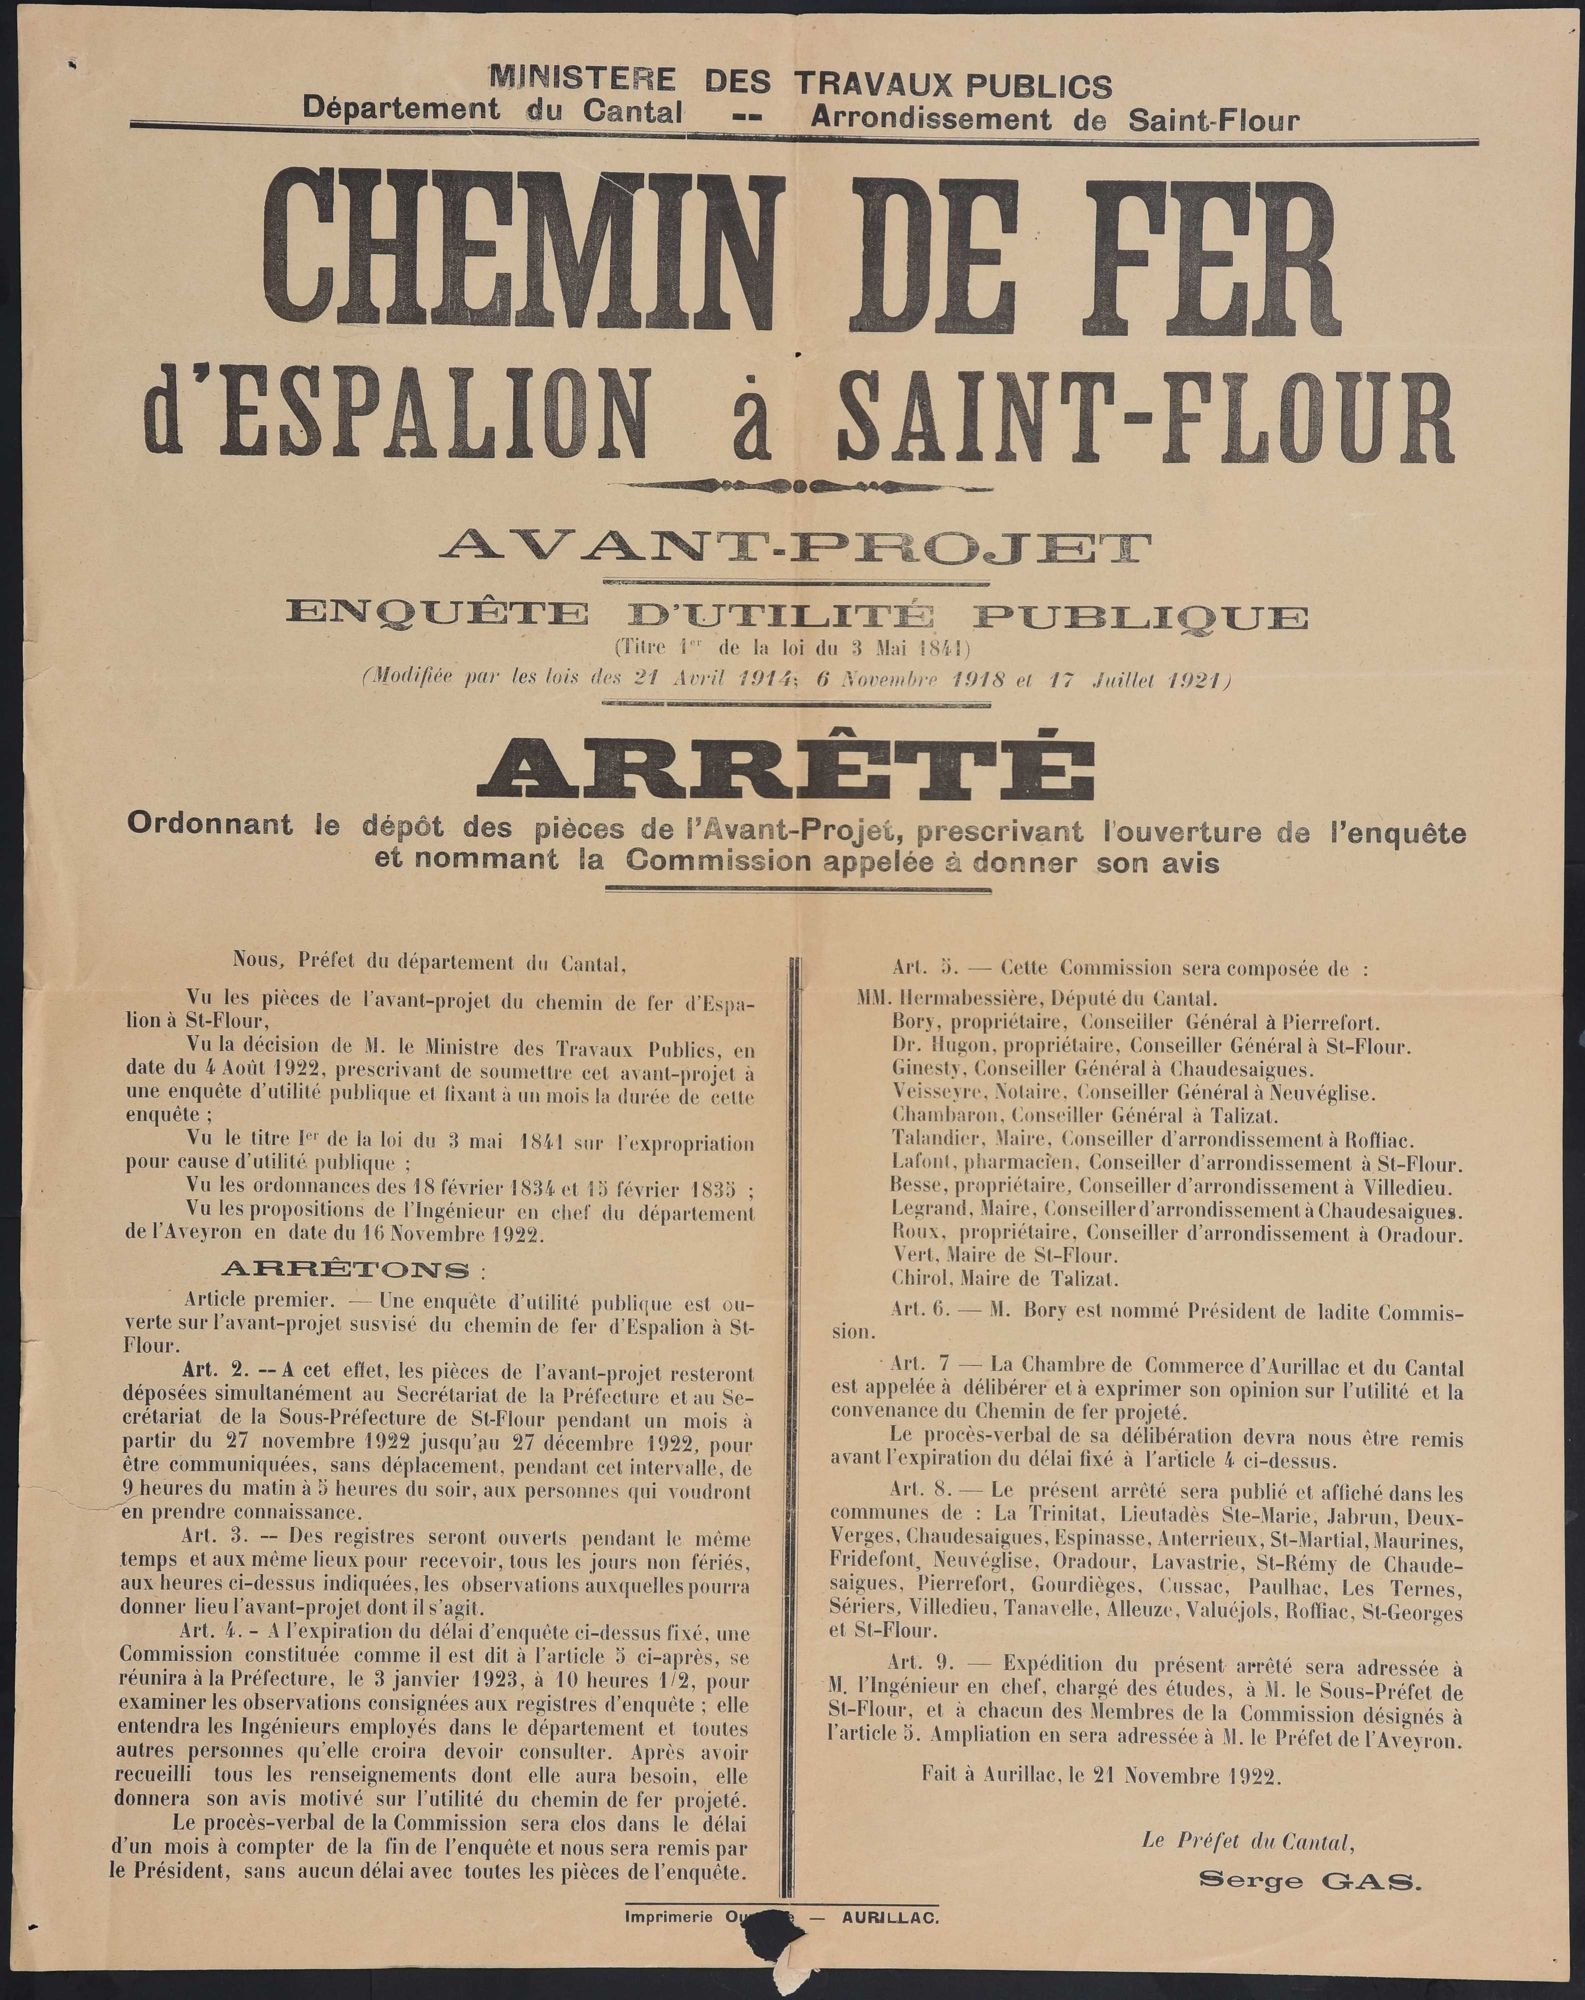 MINISTERE DES TRAVAUX PUBLICS
Département du Cantal -- Arrondissement de Saint-Flour
CHEMIN DE FER
d'ESPALION à SAINT-FLOUR
AVANT-PROJET
ENQUÊTE D'UTILITÉ PUBLIQUE
(Titre 1er de la loi du 3 Mai 1841)
(Modifiée par les lois des 21 Avril 1914; 6 Novembre 1918 et 17 Juillet 1921)
ARRÊTÉ
Ordonnant le dépôt des pièces de l'Avant-Projet, prescrivant l'ouverture de l'enquête
et nommant la Commission appelée à donner son avis
Nous, Préfet du département du Cantal,
Vu les pièces de l'avant-projet du chemin de fer d'Espa-
lion à St-Flour,
Vu la décision de M. le Ministre des Travaux Publics, en
date du 4 Août 1922, prescrivant de soumettre cet avant-projet à
une enquête d'utilité publique et fixant à un mois la durée de cette
enquête ;
Vu le titre Ier de la loi du 3 mai 1841 sur l'expropriation
pour cause d'utilité publique ;
Vu les ordonnances des 18 février 1834 et 15 février 1835 ;
Vu les propositions de l'Ingénieur en chef du département
de l'Aveyron en date du 16 Novembre 1922.
ARRÊTONS :
Article premier. — Une enquête d'utilité publique est ou-
verte sur l'avant-projet susvisé du chemin de fer d'Espalion à St-
Flour.
Art. 2. -- A cet effet, les pièces de l'avant-projet resteront
déposées simultanément au Secrétariat de la Préfecture et au Se-
crétariat de la Sous-Préfecture de St-Flour pendant un mois à
partir du 27 novembre 1922 jusqu'au 27 décembre 1922, pour
être communiquées, sans déplacement, pendant cet intervalle, de
9 heures du matin à 5 heures du soir, aux personnes qui voudront
en prendre connaissance.
Art. 3. -- Des registres seront ouverts pendant le même
temps et aux même lieux pour recevoir, tous les jours non fériés,
aux heures ci-dessus indiquées, les observations auxquelles pourra
donner lieu l'avant-projet dont il s'agit.
Art. 4. - A l'expiration du délai d'enquête ci-dessus fixé, une
Commission constituée comme il est dit à l'article 5 ci-après, se
réunira à la Préfecture, le 3 janvier 1923, à 10 heures 1/2, pour
examiner les observations consignées aux registres d'enquête ; elle
entendra les Ingénieurs employés dans le département et toutes
autres personnes qu'elle croira devoir consulter. Après avoir
recueilli tous les renseignements dont elle aura besoin, elle
donnera son avis motivé sur l'utilité du chemin de fer projeté.
Le procès-verbal de la Commission sera clos dans le délai
d'un mois à compter de la fin de l'enquête et nous sera remis par
le Président, sans aucun délai avec toutes les pièces de l'enquête.
Art. 5. — Cette Commission sera composée de :
MM. Hermabessière, Député du Cantal.
Bory, propriétaire, Conseiller Général à Pierrefort.
Dr. Hugon, propriétaire, Conseiller Général à St-Flour.
Ginesty, Conseiller Général à Chaudesaigues.
Veisseyre, Notaire, Conseiller Général à Neuvéglise.
Chambaron, Conseiller Général à Talizat.
Talandier, Maire, Conseiller d'arrondissement à Roffiac.
Lafont, pharmacien, Conseiller d'arrondissement à St-Flour.
Besse, propriétaire, Conseiller d'arrondissement à Villedieu.
Legrand, Maire, Conseiller d'arrondissement à Chaudesaigues.
Roux, propriétaire, Conseiller d'arrondissement à Oradour.
Vert, Maire de St-Flour.
Chirol, Maire de Talizat.
Art. 6. — M. Bory est nommé Président de ladite Commis-
sion.
Art. 7 — La Chambre de Commerce d'Aurillac et du Cantal
est appelée à délibérer et à exprimer son opinion sur l'utilité et la
convenance du Chemin de fer projeté.
Le procès-verbal de sa délibération devra nous être remis
avant l'expiration du délai fixé à l'article 4 ci-dessus.
Art. 8. — Le présent arrêté sera publié et affiché dans les
communes de : La Trinitat, Lieutadès Ste-Marie, Jabrun, Deux-
Verges, Chaudesaigues, Espinasse, Anterrieux, St-Martial, Maurines,
Fridefont, Neuvéglise, Oradour, Lavastrie, St-Rémy de Chaude-
saigues, Pierrefort, Gourdièges, Cussac, Paulhac, Les Ternes,
Sériers, Villedieu, Tanavelle, Alleuze, Valuéjols, Roffiac, St-Georges
et St-Flour.
Art. 9. — Expédition du présent arrêté sera adressée à
M. l'Ingénieur en chef, chargé des études, à M. le Sous-Préfet de
St-Flour, et à chacun des Membres de la Commission désignés à
l'article 5. Ampliation en sera adressée à M. le Préfet de l'Aveyron.
Fait à Aurillac, le 21 Novembre 1922.
Le Préfet du Cantal,
Serge GAS.
Imprimerie — AURILLAC.